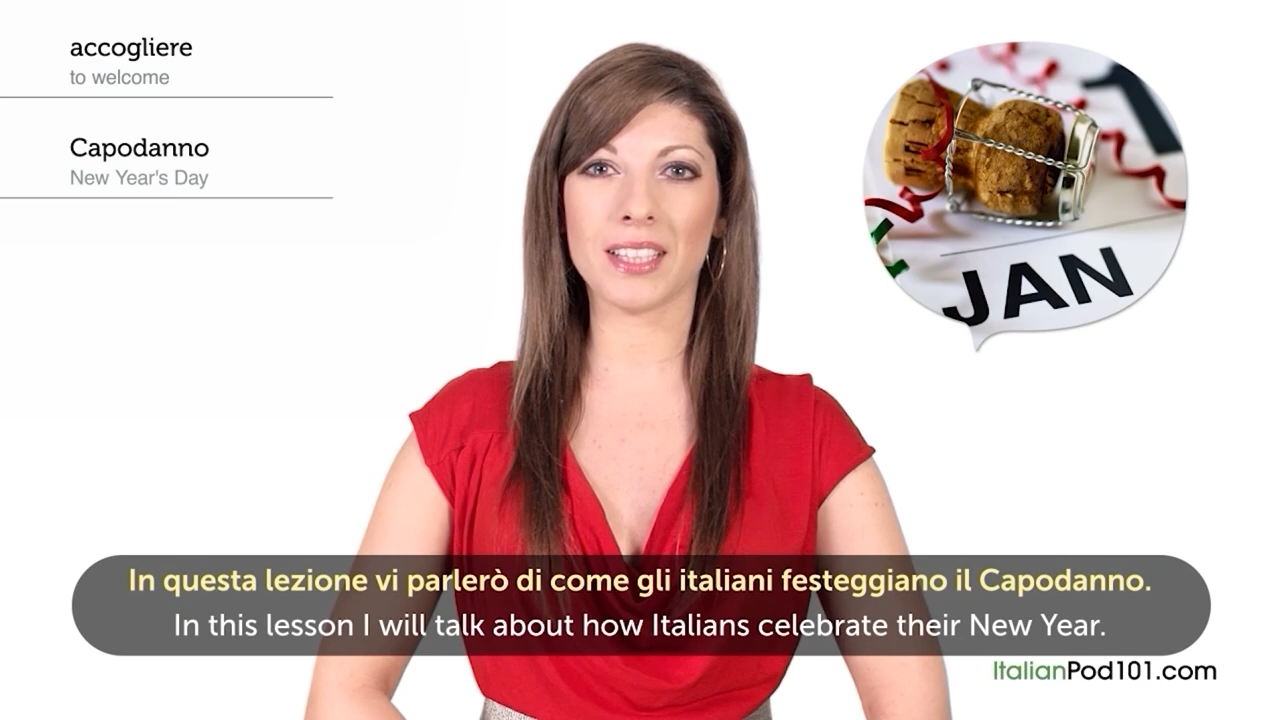 accogliere
to welcome
Capodanno
New Year's Day
JAN
In questa lezione vi parlerò di come gli italiani festeggiano il Capodanno.
In this lesson I will talk about how Italians celebrate their New Year.
ItalianPod101.com